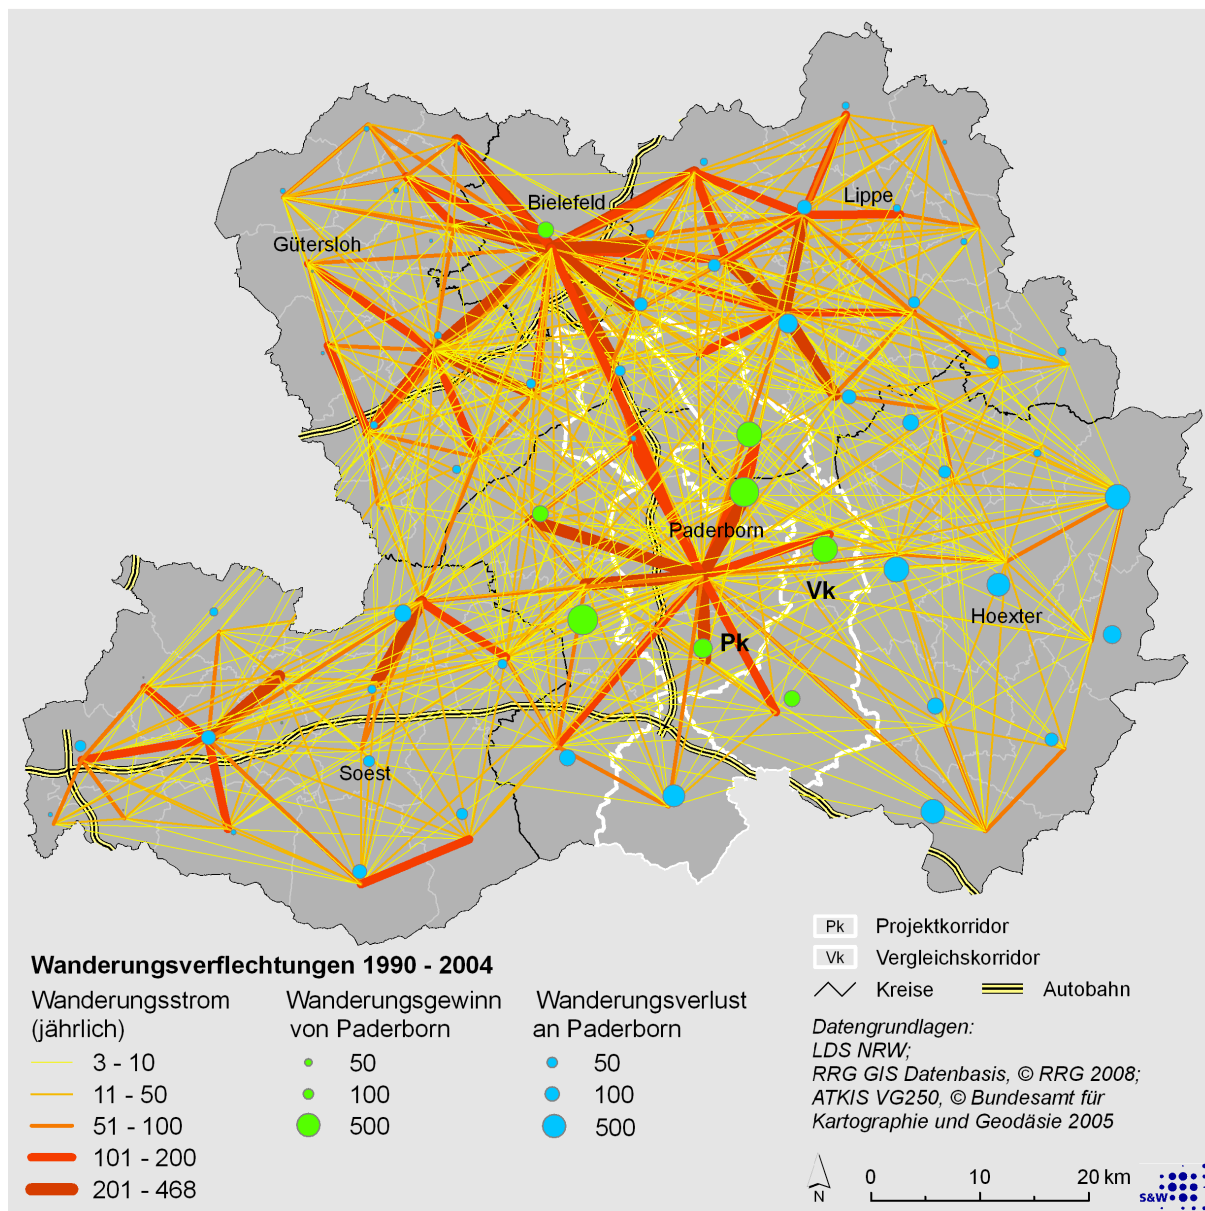 Bielefeld
Lippe
Gütersloh
Paderborn
Vk
Hoexter
Pk
Soest
Wanderungsverflechtungen 1990 - 2004
Wanderungsstrom
(jährlich)
3 - 10
11 - 50
51 - 100
101 - 200
201 - 468
Wanderungsgewinn
von Paderborn
50
100
500
Wanderungsverlust
an Paderborn
50
100
500
Pk Projektkorridor
Vk Vergleichskorridor
Kreise Autobahn
Datengrundlagen:
LDS NRW;
RRG GIS Datenbasis, © RRG 2008;
ATKIS VG250, © Bundesamt für
Kartographie und Geodäsie 2005
N
0 10 20 km
S&W